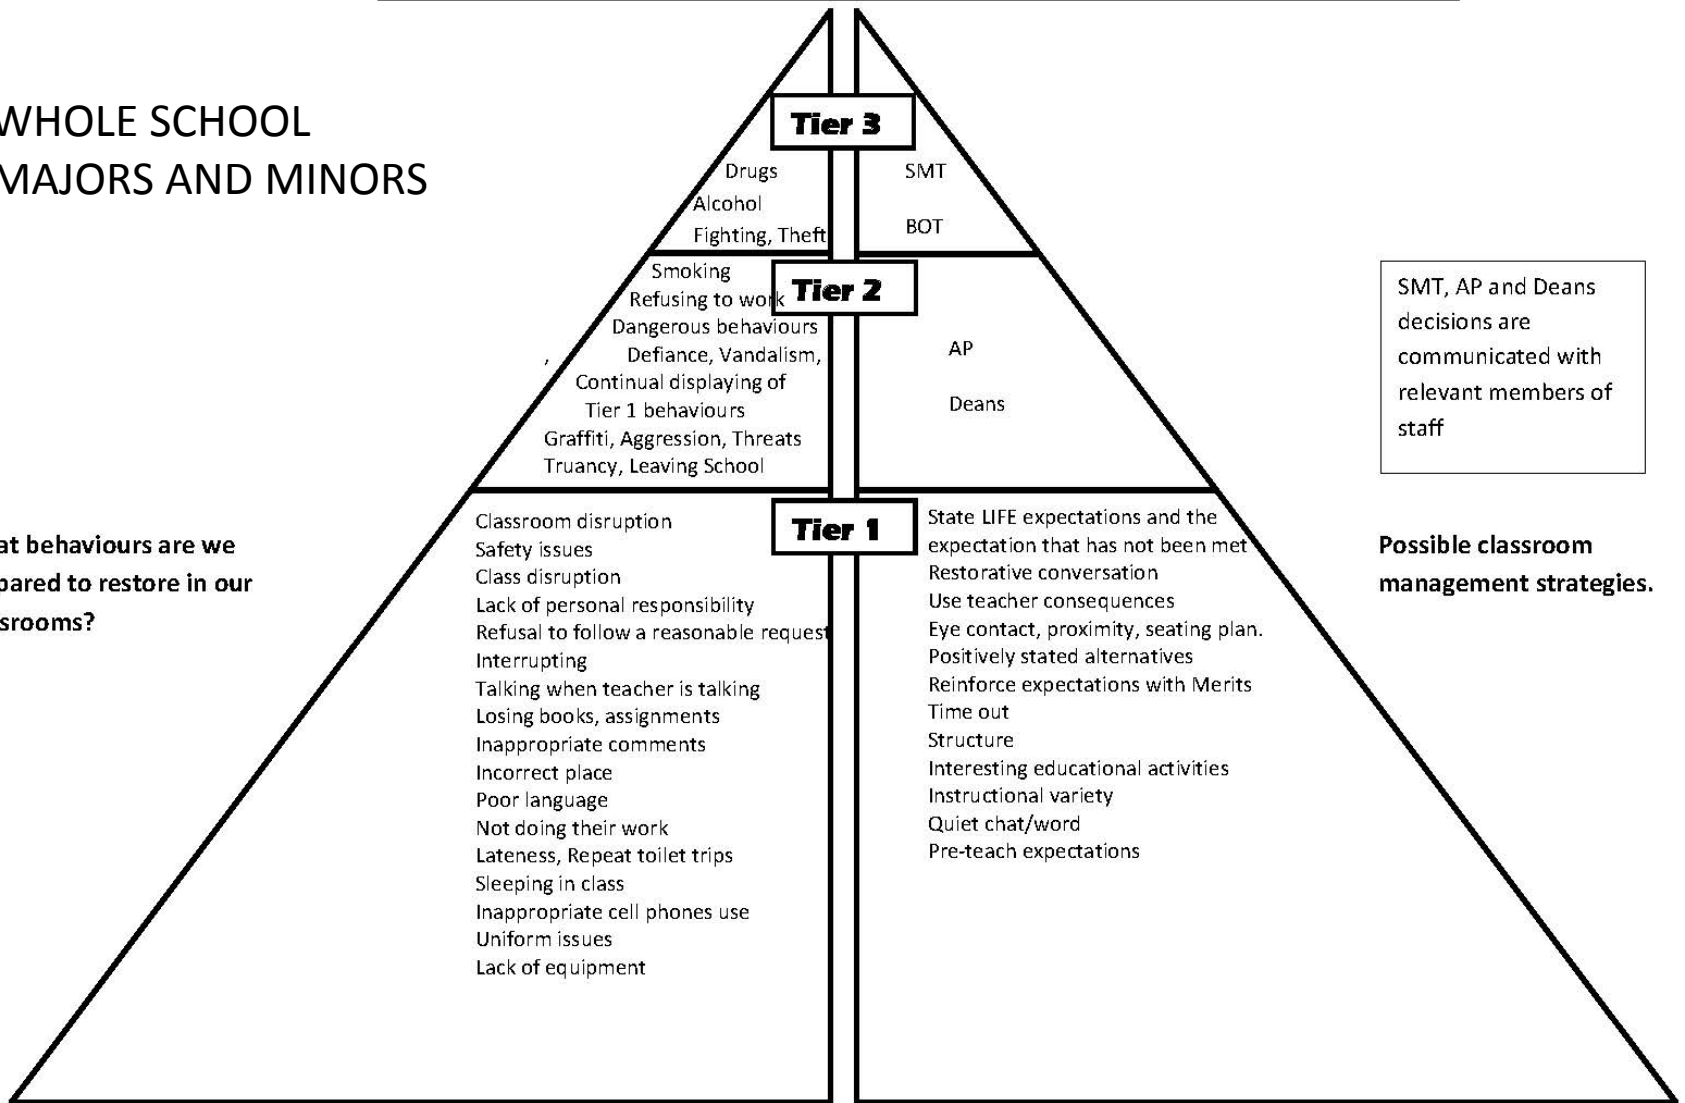 WHOLE SCHOOL
MAJORS AND MINORS
Tier 3
Drugs
Alcohol
Fighting, Theft
SMT
BOT
Tier 2
Smoking
Refusing to work
Dangerous behaviours
, Defiance, Vandalism,
Continual displaying of
Tier 1 behaviours
Graffiti, Aggression, Threats
Truancy, Leaving School
AP
Deans
SMT, AP and Deans
decisions are
communicated with
relevant members of
staff
at behaviours are we
pared to restore in our
srooms?
Tier 1
Classroom disruption
Safety issues
Class disruption
Lack of personal responsibility
Refusal to follow a reasonable request
Interrupting
Talking when teacher is talking
Losing books, assignments
Inappropriate comments
Incorrect place
Poor language
Not doing their work
Lateness, Repeat toilet trips
Sleeping in class
Inappropriate cell phones use
Uniform issues
Lack of equipment
State LIFE expectations and the
expectation that has not been met
Restorative conversation
Use teacher consequences
Eye contact, proximity, seating plan.
Positively stated alternatives
Reinforce expectations with Merits
Time out
Structure
Interesting educational activities
Instructional variety
Quiet chat/word
Pre-teach expectations
Possible classroom
management strategies.